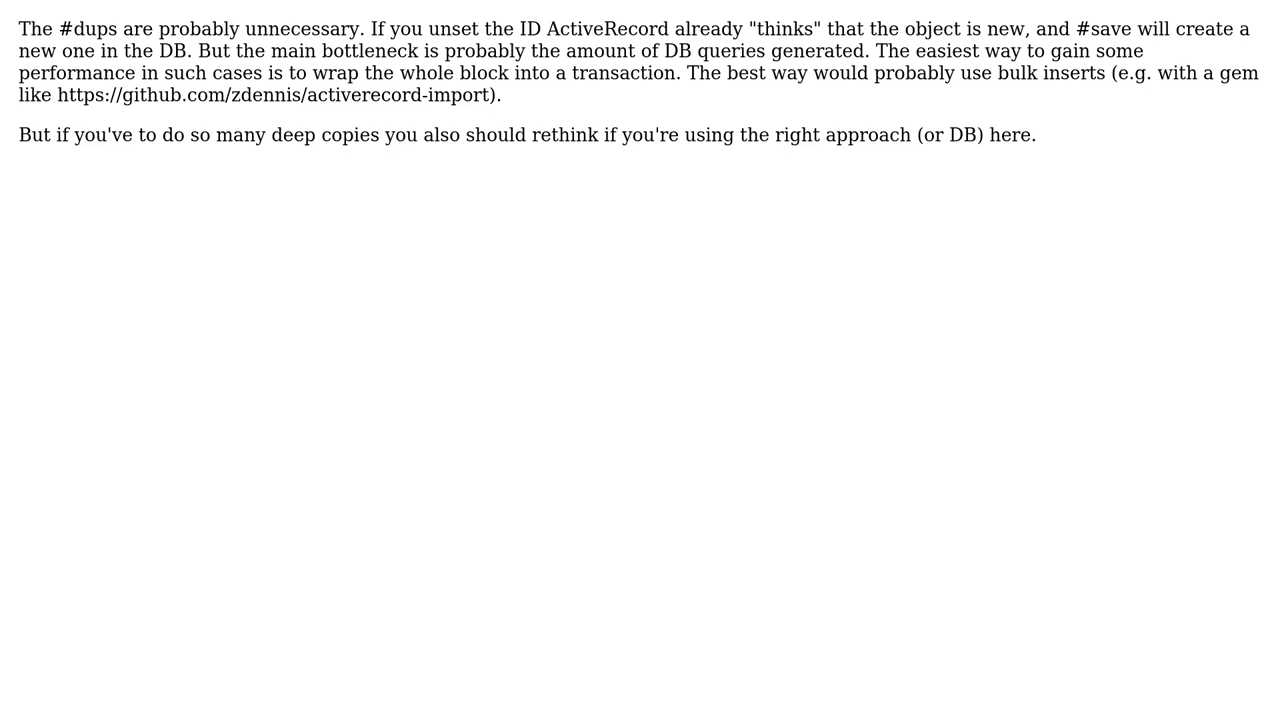 The #dups are probably unnecessary. If you unset the ID ActiveRecord already "thinks" that the object is new, and #save will create a
new one in the DB. But the main bottleneck is probably the amount of DB queries generated. The easiest way to gain some
performance in such cases is to wrap the whole block into a transaction. The best way would probably use bulk inserts (e.g. with a gem
like https://github.com/zdennis/activerecord-import).
But if you've to do so many deep copies you also should rethink if you're using the right approach (or DB) here.